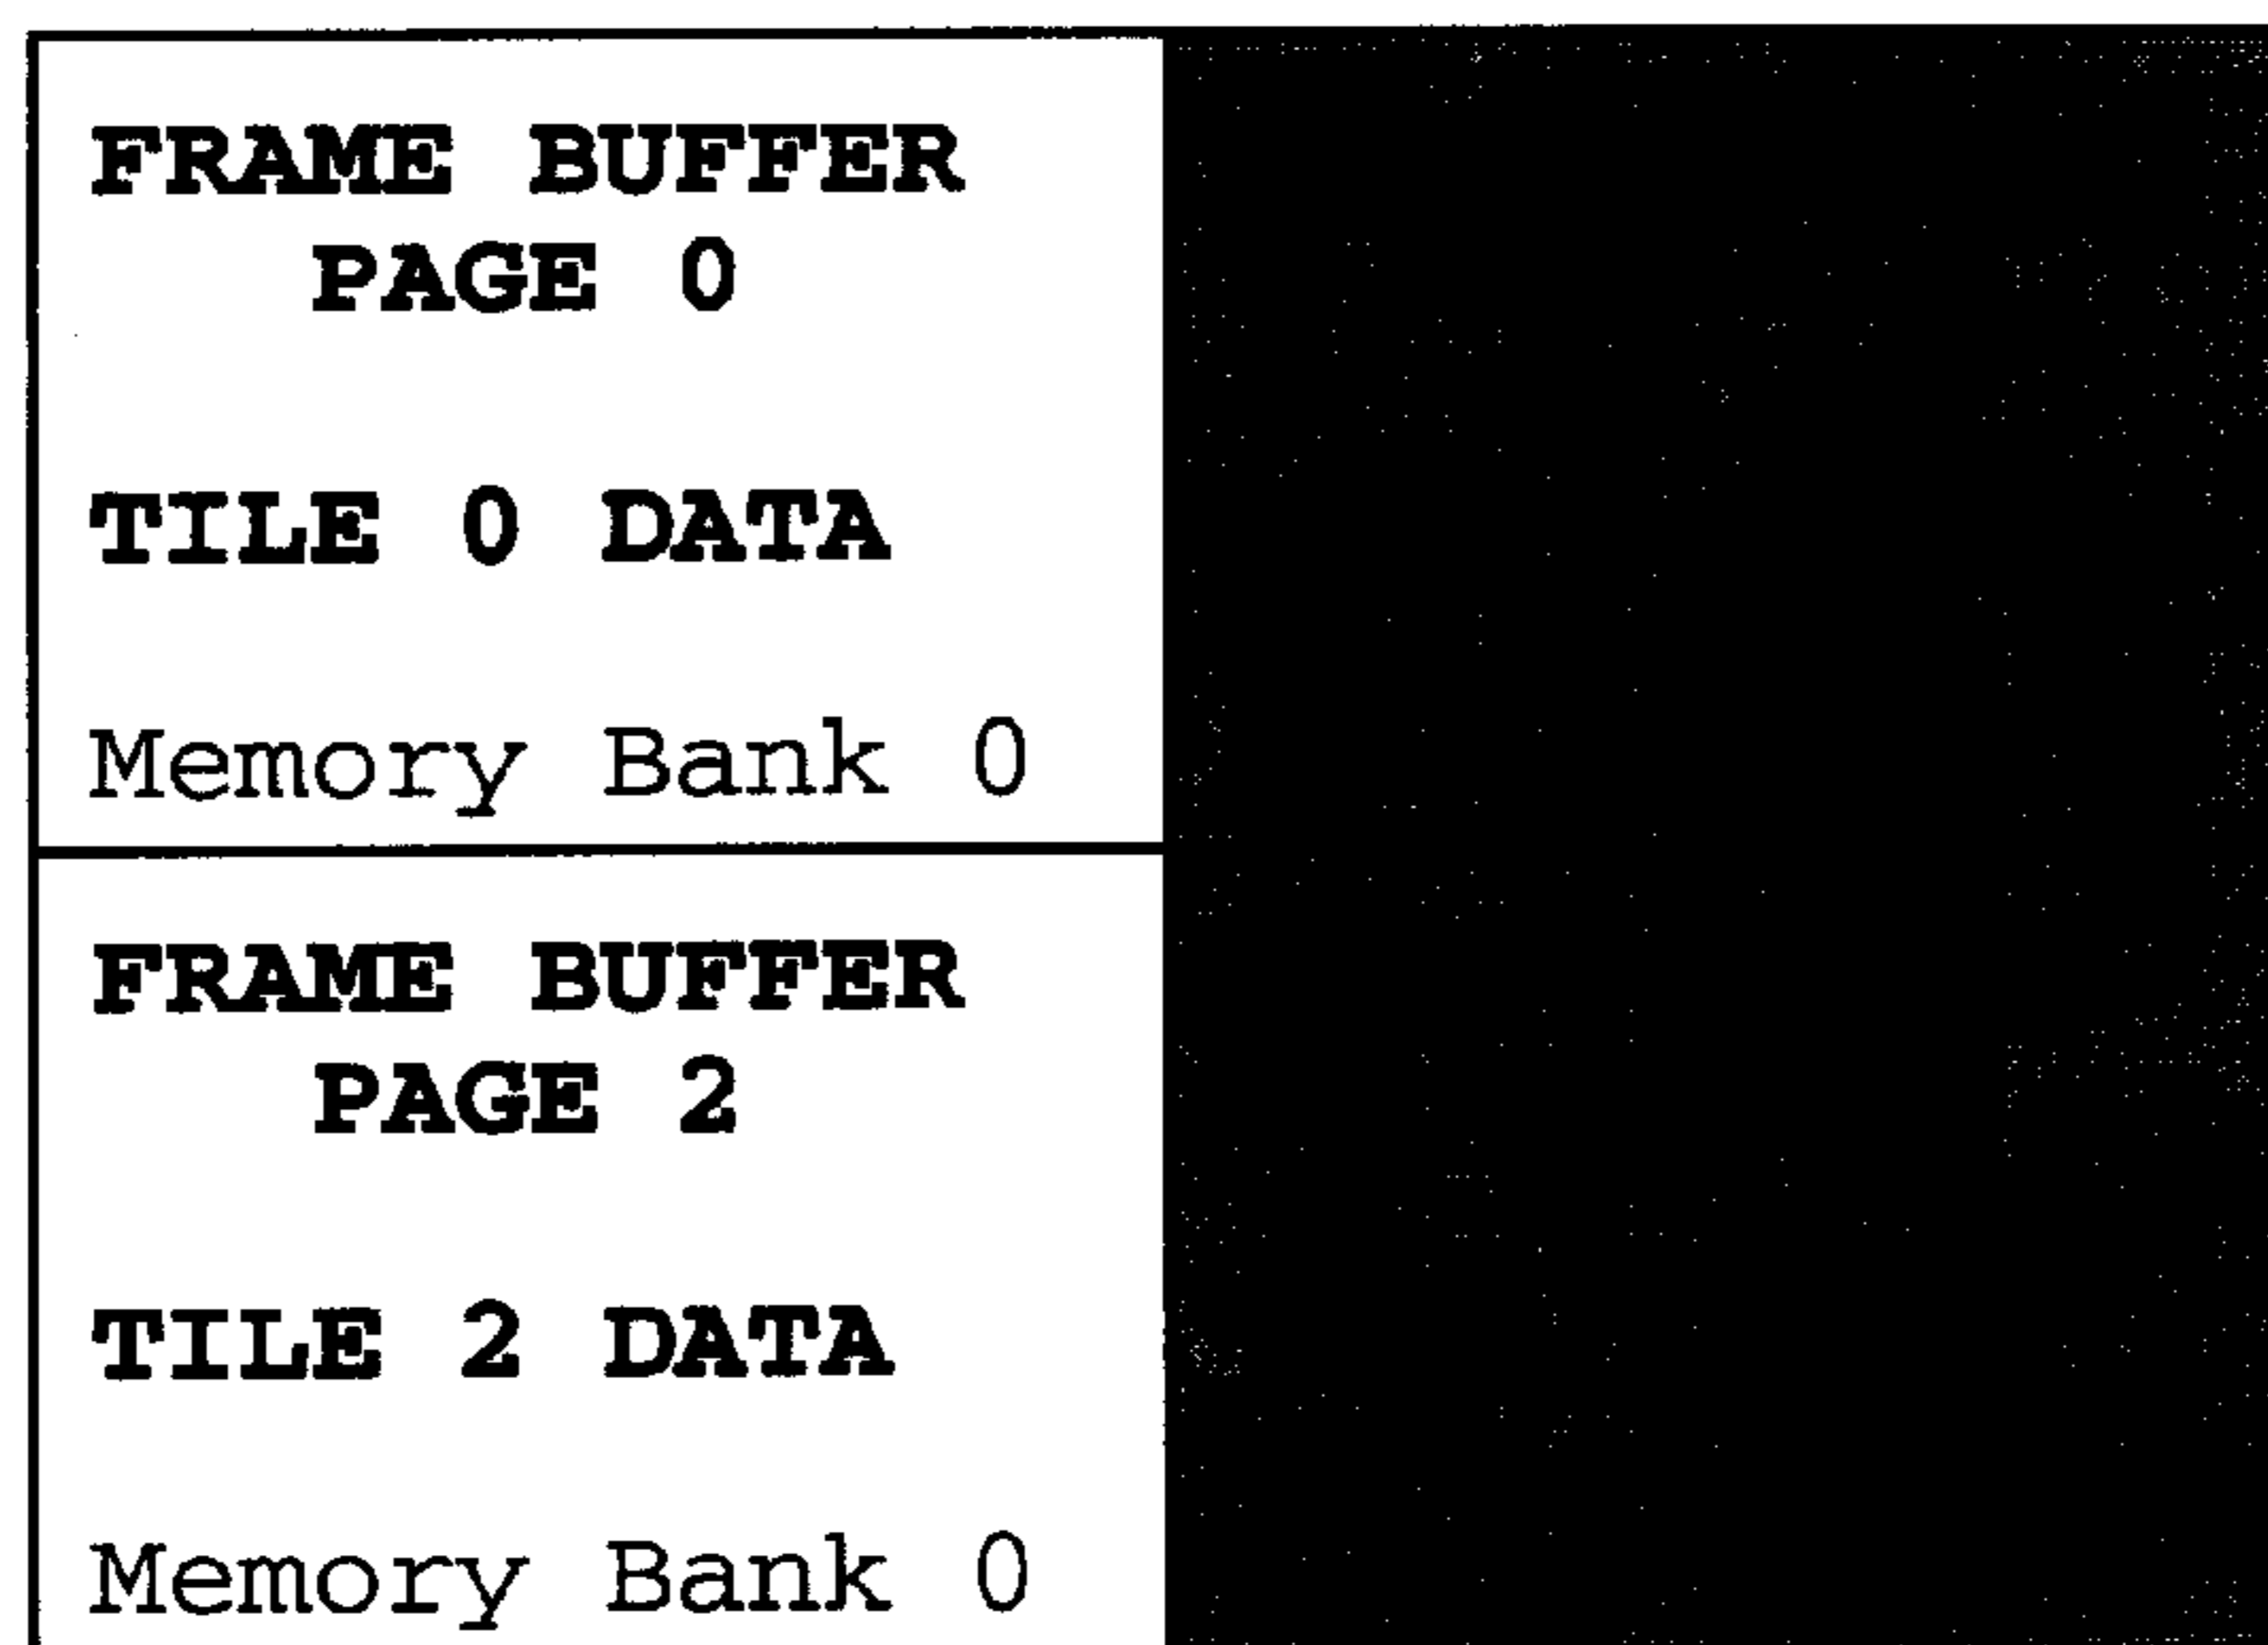 FRAME BUFFER
PAGE 0
TILE 0 DATA
Memory Bank 0
FRAME BUFFER
PAGE 2
TILE 2 DATA
Memory Bank 0